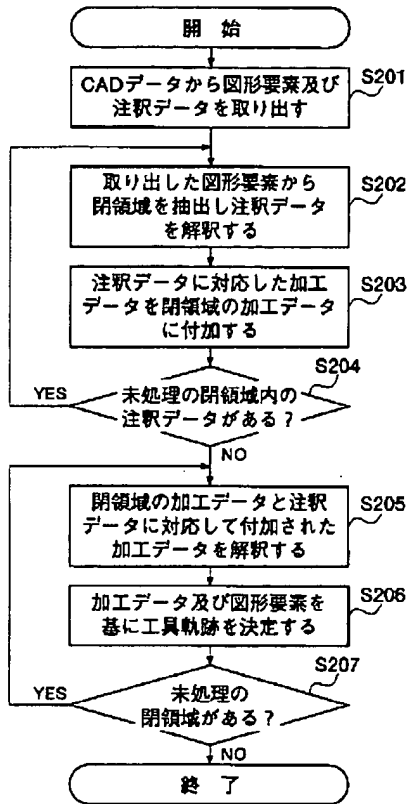 開始
CADデータから図形要素及び
注釈データを取り出す
S201
取り出した図形要素から
閉領域を抽出し注釈データ
を解釈する
S202
注釈データに対応した加工
データを閉領域の加工データ
に付加する
S203
S204
未処理の閉領域内の
注釈データがある?
YES
NO
閉領域の加工データと注釈
データに対応して付加された
加工データを解釈する
S205
加工データ及び図形要素を
基に工具軌跡を決定する
S206
S207
未処理の
閉領域がある?
YES
NO
終了